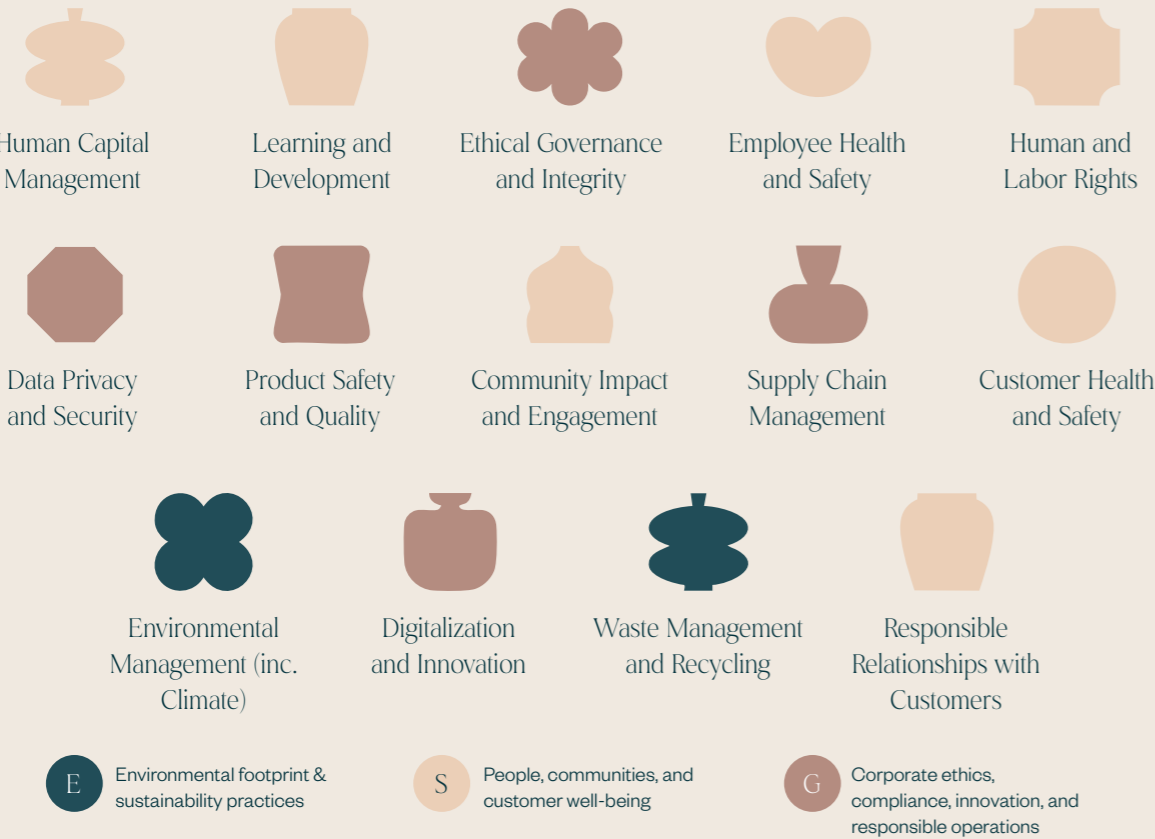 Human Capital
Management
Learning and
Development
Ethical Governance
and Integrity
Employee Health
and Safety
Human and
Labor Rights
Data Privacy
and Security
Product Safety
and Quality
Community Impact
and Engagement
Supply Chain
Management
Customer Health
and Safety
Environmental
Management (inc.
Climate)
Digitalization
and Innovation
Waste Management
and Recycling
Responsible
Relationships with
Customers
E
Environmental footprint &
sustainability practices
S
People, communities, and
customer well-being
G
Corporate ethics,
compliance, innovation, and
responsible operations